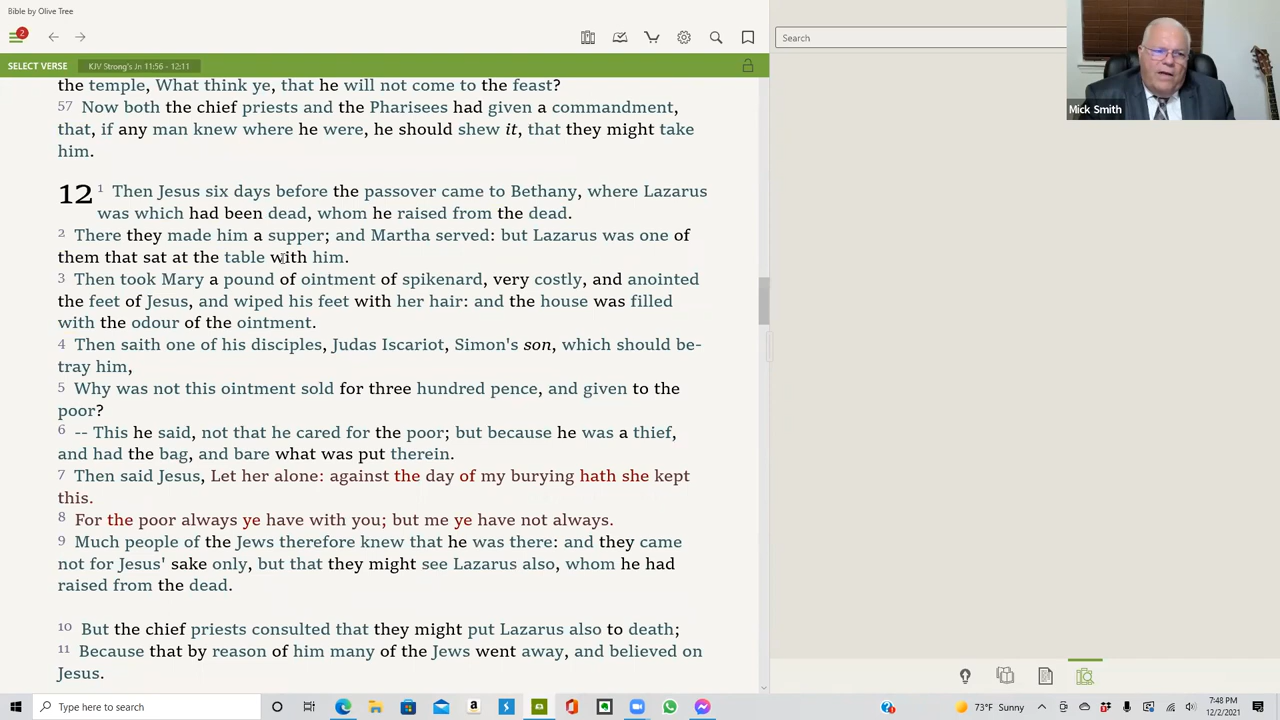 Bible by Olive Tree
2
SELECT VERSE
KJV Strong's Jn 11:56 - 12:11
Search
Mick Smith
the temple, What think ye, that he will not come to the feast?
57 Now both the chief priests and the Pharisees had given a commandment,
that, if any man knew where he were, he should shew it, that they might take
him.
12 1 Then Jesus six days before the passover came to Bethany, where Lazarus
was which had been dead, whom he raised from the dead.
2 There they made him a supper; and Martha served: but Lazarus was one of
them that sat at the table with him.
3 Then took Mary a pound of ointment of spikenard, very costly, and anointed
the feet of Jesus, and wiped his feet with her hair: and the house was filled
with the odour of the ointment.
4 Then saith one of his disciples, Judas Iscariot, Simon's son, which should be-
tray him,
5 Why was not this ointment sold for three hundred pence, and given to the
poor?
6 -- This he said, not that he cared for the poor; but because he was a thief,
and had the bag, and bare what was put therein.
7 Then said Jesus, Let her alone: against the day of my burying hath she kept
this.
8 For the poor always ye have with you; but me ye have not always.
9 Much people of the Jews therefore knew that he was there: and they came
not for Jesus' sake only, but that they might see Lazarus also, whom he had
raised from the dead.
10 But the chief priests consulted that they might put Lazarus also to death;
11 Because that by reason of him many of the Jews went away, and believed on
Jesus.
Type here to search
73°F Sunny
7:48 PM
12/2/2021